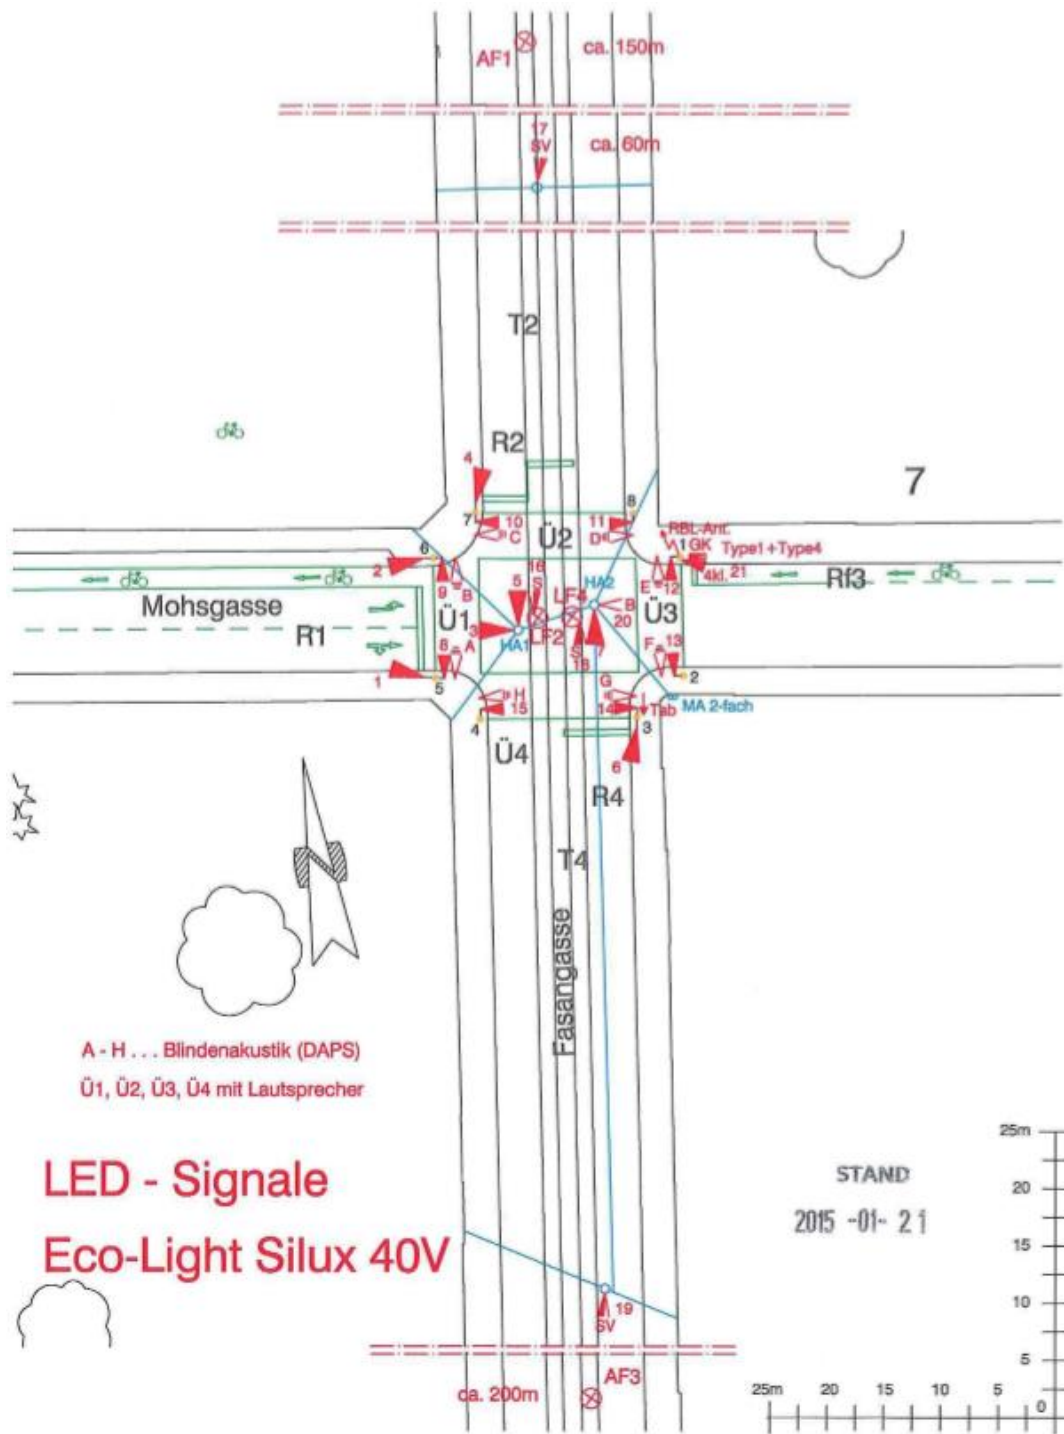 AF1
ca. 150m
17
SV
ca. 60m
T2
R2
4
7
8
7
10
Ü2
11
C
D
RBL-Ant.
1
GK
Type1+Type4
4kl.
21
6
2
9
B
5
16
S
LF4
HA2
E
12
Rf3
Mohsgasse
R1
Ü1
3
HA1
LF2
B
20
Ü3
8
A
S
18
7
F
13
1
5
2
H
15
G
14
Tab
MA 2-fach
4
3
Ü4
6
R4
T4
Fasangasse
A - H . . . Blindenakustik (DAPS)
Ü1, Ü2, Ü3, Ü4 mit Lautsprecher
LED - Signale
Eco-Light Silux 40V
STAND
2015 -01- 21
25m
20
15
10
5
0
25m 20 15 10 5
19
SV
AF3
ca. 200m